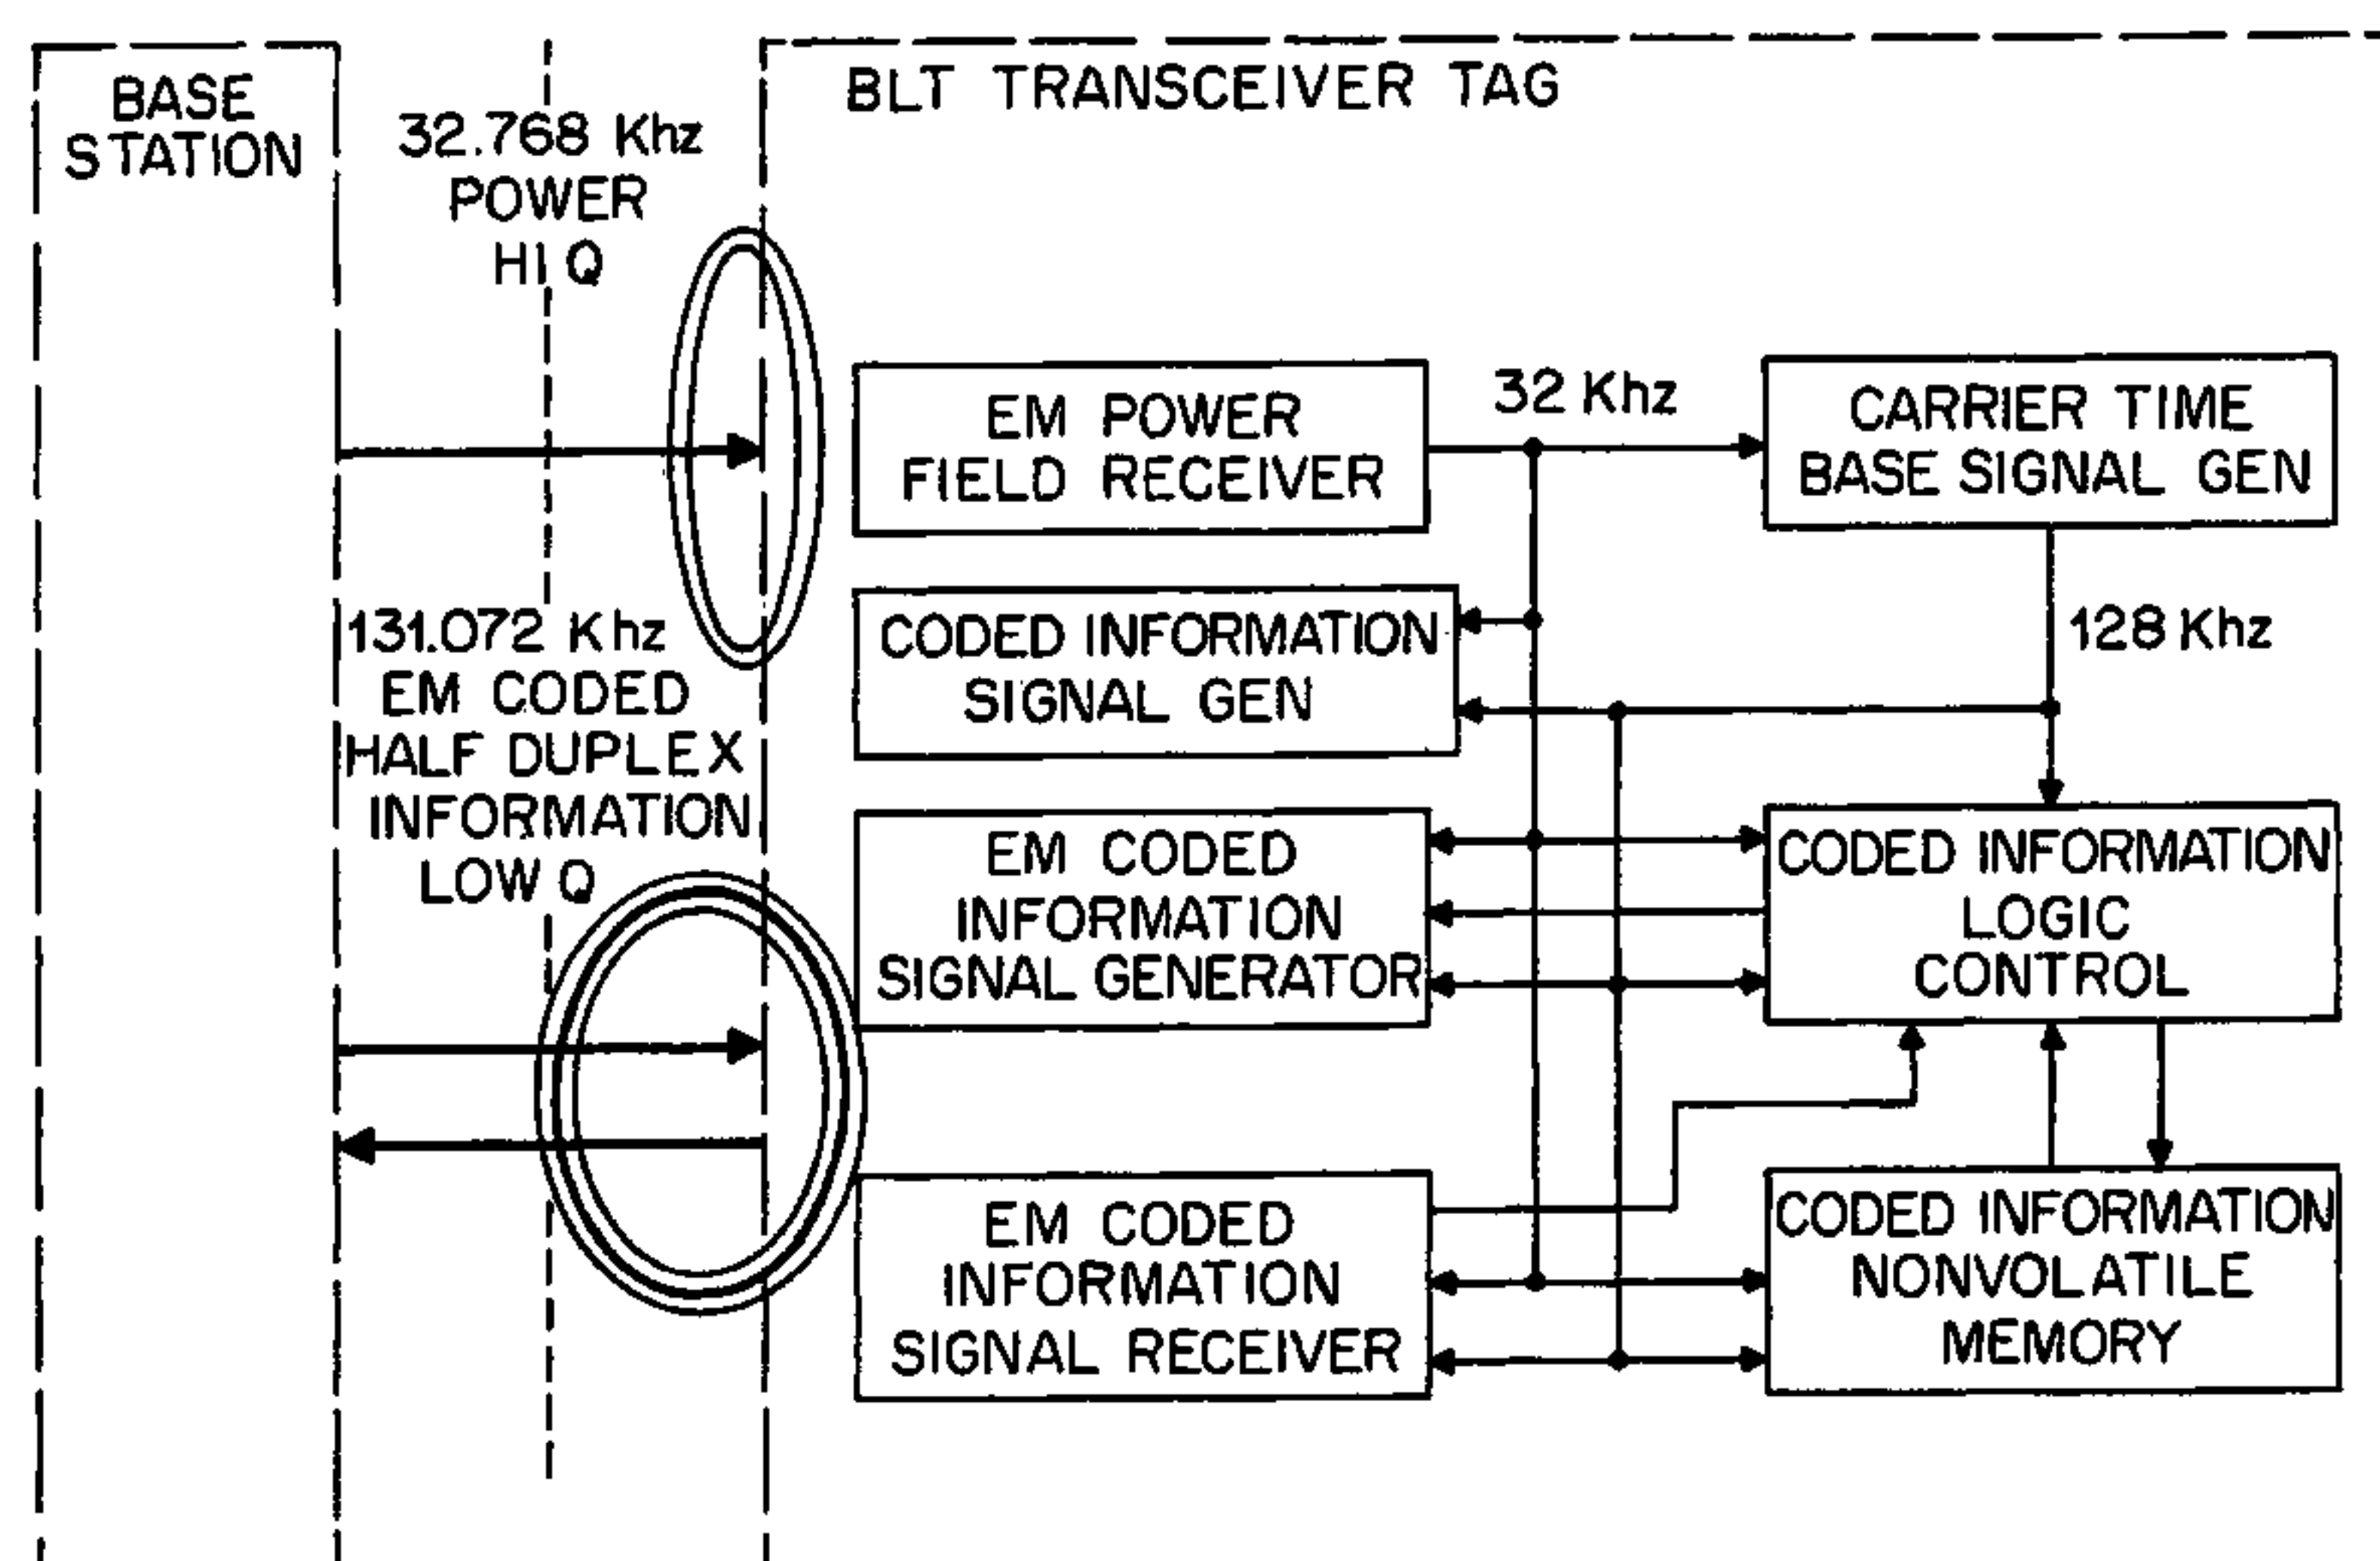 BASE
STATION
32.768 Khz
POWER
HI Q
131.072 Khz
EM CODED
HALF DUPLEX
INFORMATION
LOW Q
BLT TRANSCEIVER TAG
EM POWER
FIELD RECEIVER
32 Khz
CARRIER TIME
BASE SIGNAL GEN
CODED INFORMATION
SIGNAL GEN
128 Khz
EM CODED
INFORMATION
SIGNAL GENERATOR
CODED INFORMATION
LOGIC
CONTROL
EM CODED
INFORMATION
SIGNAL RECEIVER
CODED INFORMATION
NONVOLATILE
MEMORY